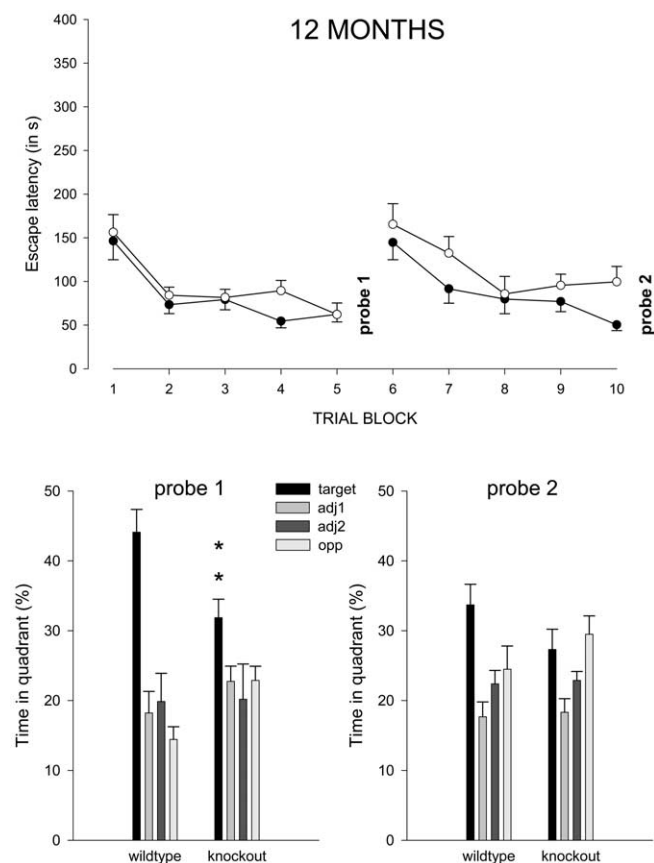 12 MONTHS
Escape latency (in s)
400
350
300
250
200
150
100
50
0
probe 1
probe 2
1 2 3 4 5 6 7 8 9 10
TRIAL BLOCK
probe 1
Time in quadrant (%)
50
40
30
20
10
0
* 
*
wildtype knockout
target
adj1
adj2
opp
probe 2
Time in quadrant (%)
50
40
30
20
10
0
wildtype knockout